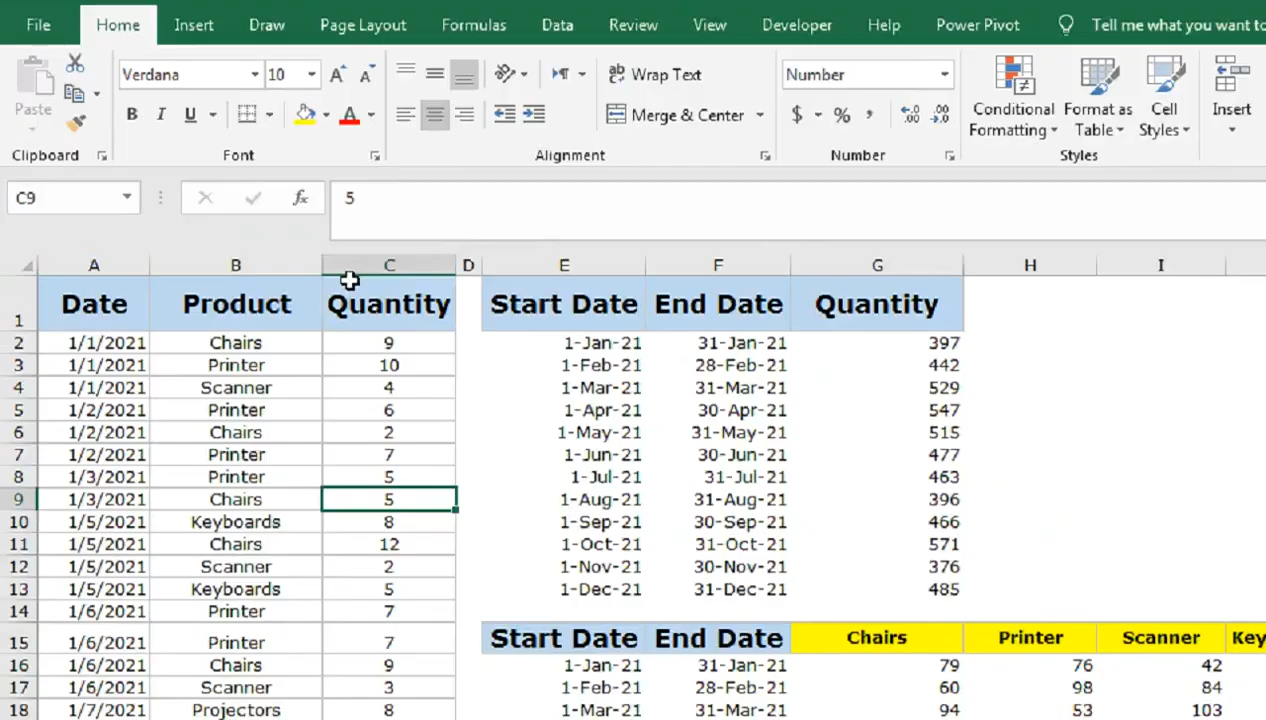 File Home Insert Draw Page Layout Formulas Data Review View Developer Help Power Pivot Tell me what you want to
Paste Verdana 10 Wrap Text Number
B I U A Merge & Center $ % , Conditional Formatting Format as Table Cell Styles Insert
Clipboard Font Alignment Number Styles
C9 fx 5
A B C D E F G H I
1 Date Product Quantity Start Date End Date Quantity
2 1/1/2021 Chairs 9 1-Jan-21 31-Jan-21 397
3 1/1/2021 Printer 10 1-Feb-21 28-Feb-21 442
4 1/1/2021 Scanner 4 1-Mar-21 31-Mar-21 529
5 1/2/2021 Printer 6 1-Apr-21 30-Apr-21 547
6 1/2/2021 Chairs 2 1-May-21 31-May-21 515
7 1/2/2021 Printer 7 1-Jun-21 30-Jun-21 477
8 1/3/2021 Printer 5 1-Jul-21 31-Jul-21 463
9 1/3/2021 Chairs 5 1-Aug-21 31-Aug-21 396
10 1/5/2021 Keyboards 8 1-Sep-21 30-Sep-21 466
11 1/5/2021 Chairs 12 1-Oct-21 31-Oct-21 571
12 1/5/2021 Scanner 2 1-Nov-21 30-Nov-21 376
13 1/5/2021 Keyboards 5 1-Dec-21 31-Dec-21 485
14 1/6/2021 Printer 7
15 1/6/2021 Printer 7 Start Date End Date Chairs Printer Scanner Key
16 1/6/2021 Chairs 9 1-Jan-21 31-Jan-21 79 76 42
17 1/6/2021 Scanner 3 1-Feb-21 28-Feb-21 60 98 84
18 1/7/2021 Projectors 8 1-Mar-21 31-Mar-21 94 53 103